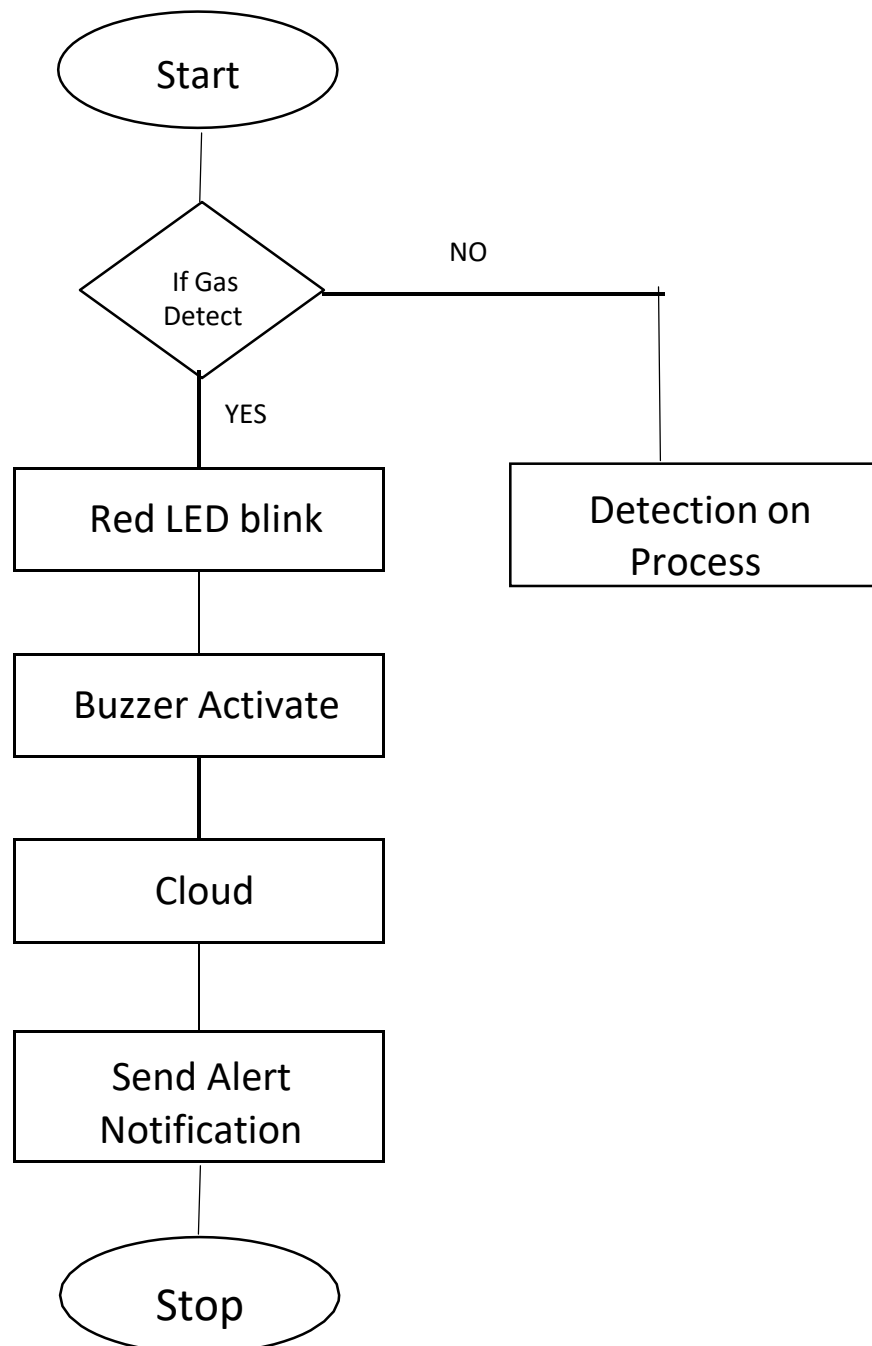 Start
NO
If Gas
Detect
YES
Red LED blink
Detection on
Process
Buzzer Activate
Cloud
Send Alert
Notification
Stop